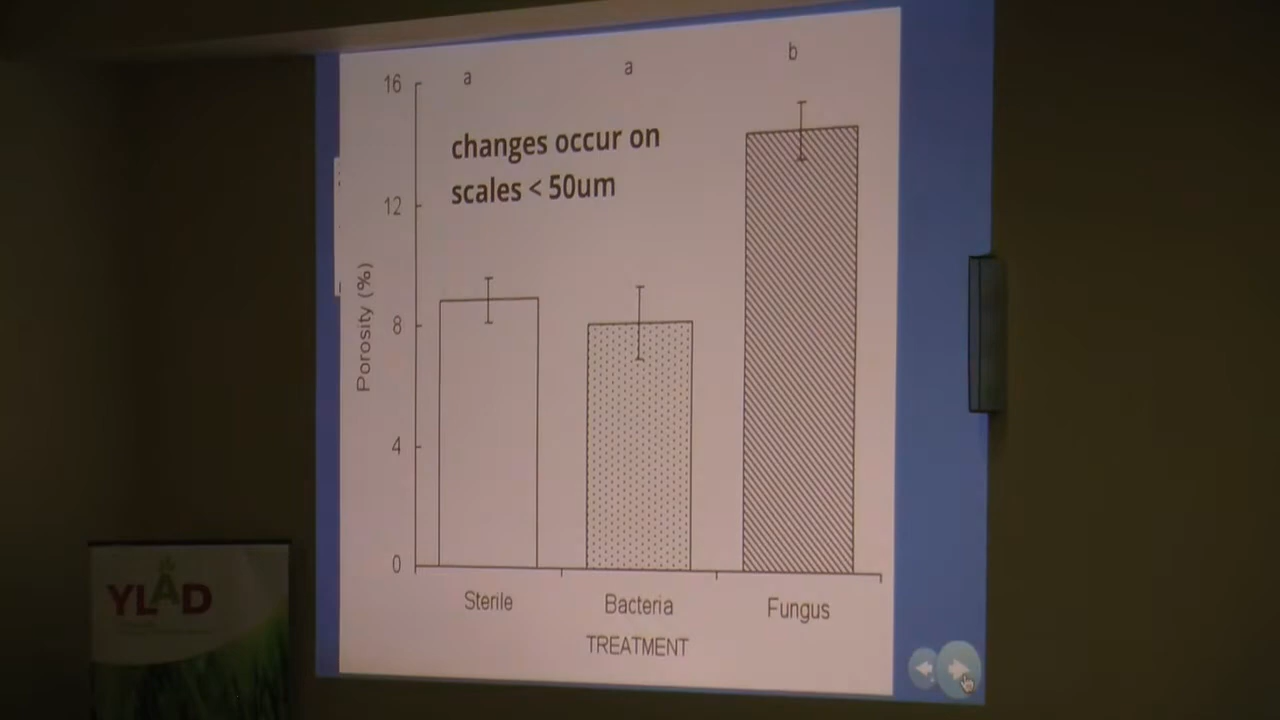 a a b
16
changes occur on
scales < 50um
12
Porosity (%)
8
4
0
Sterile Bacteria Fungus
TREATMENT
YLAD